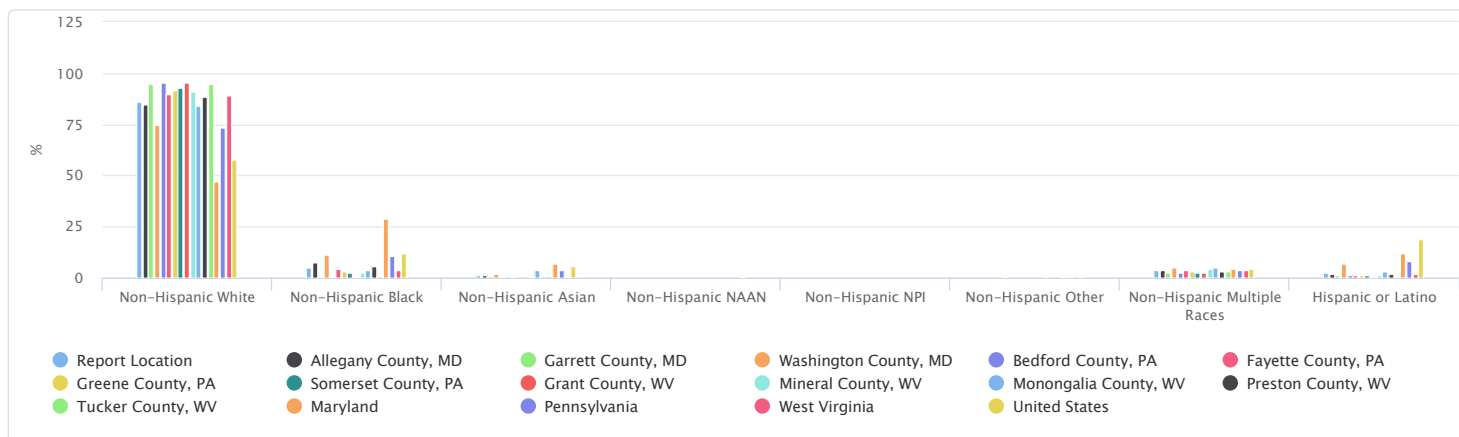 125
100
75
50
25
0
%
Non-Hispanic White
Non-Hispanic Black
Non-Hispanic Asian
Non-Hispanic NAAN
Non-Hispanic NPI
Non-Hispanic Other
Non-Hispanic Multiple
Races
Hispanic or Latino
Report Location
Allegany County, MD
Garrett County, MD
Washington County, MD
Bedford County, PA
Fayette County, PA
Greene County, PA
Somerset County, PA
Grant County, WV
Mineral County, WV
Monongalia County, WV
Preston County, WV
Tucker County, WV
Maryland
Pennsylvania
West Virginia
United States